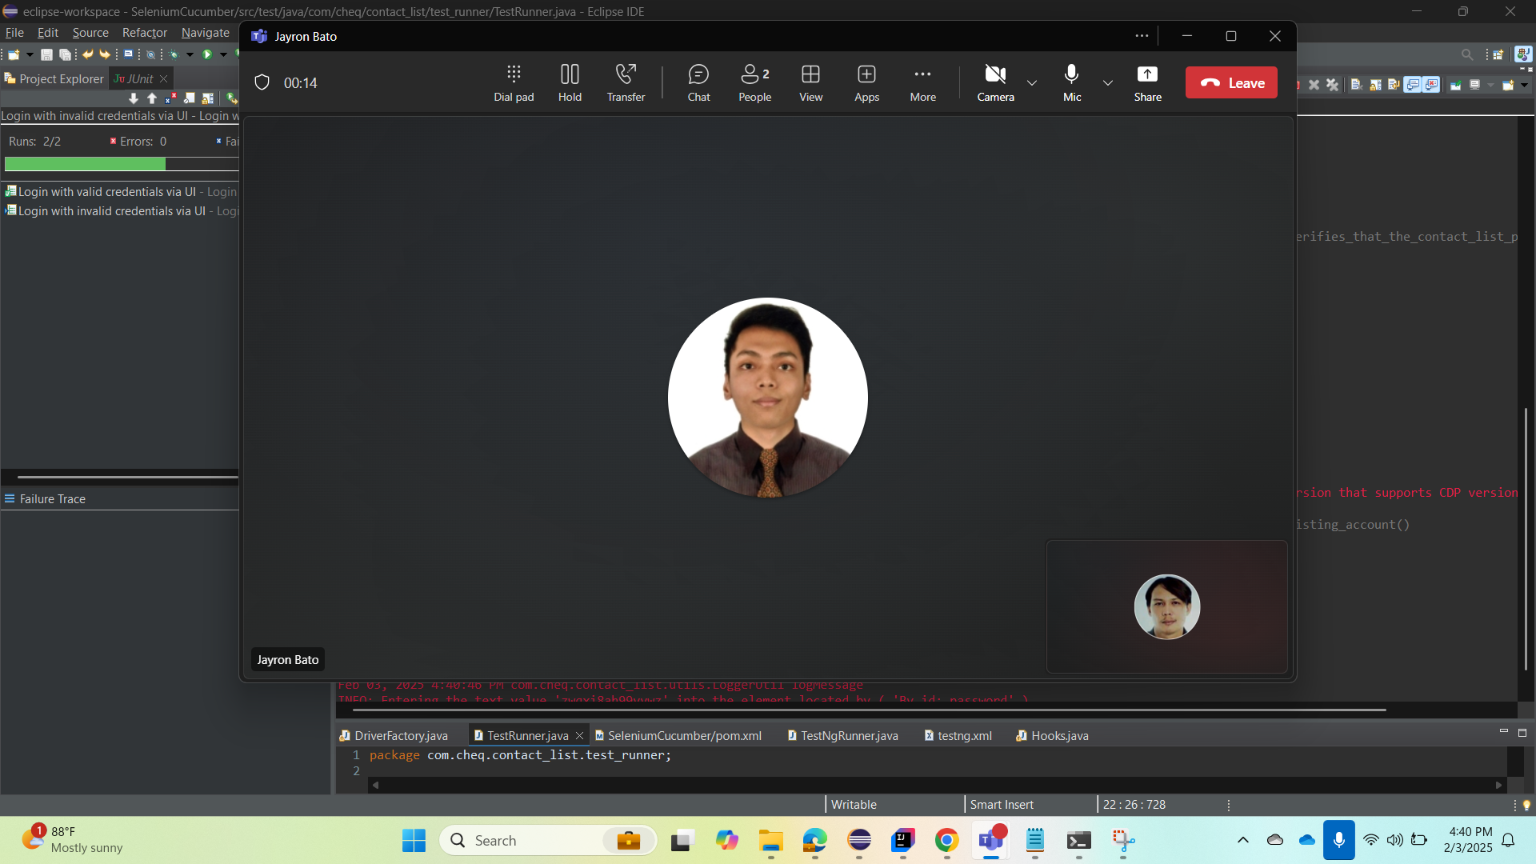 eclipse-workspace - SeleniumCucumber/src/test/java/com/cheq/contact_list/test_runner/TestRunner.java - Eclipse IDE
File Edit Source Refactor Navigate
Jayron Bato
Project Explorer JUnit
00:14
Dial pad Hold Transfer Chat 2 People View Apps More Camera Mic Share Leave
Login with invalid credentials via UI - Login w
Runs: 2/2 Errors: 0 Fai
Login with valid credentials via UI - Login
Login with invalid credentials via UI - Logi
erifies_that_the_contact_list_p
Failure Trace
rsion that supports CDP version
isting_account()
Jayron Bato
Feb 03, 2025 4:40:46 PM com.cheq.contact_list.utils.LoggerUtil logMessage
INFO: Entering the text value into the element located by ( 'By.id: password' )
DriverFactory.java TestRunner.java SeleniumCucumber/pom.xml TestNgRunner.java testng.xml Hooks.java
1 package com.cheq.contact_list.test_runner;
2
Writable Smart Insert 22 : 26 : 728
1 88°F
Mostly sunny
Search
4:40 PM
2/3/2025